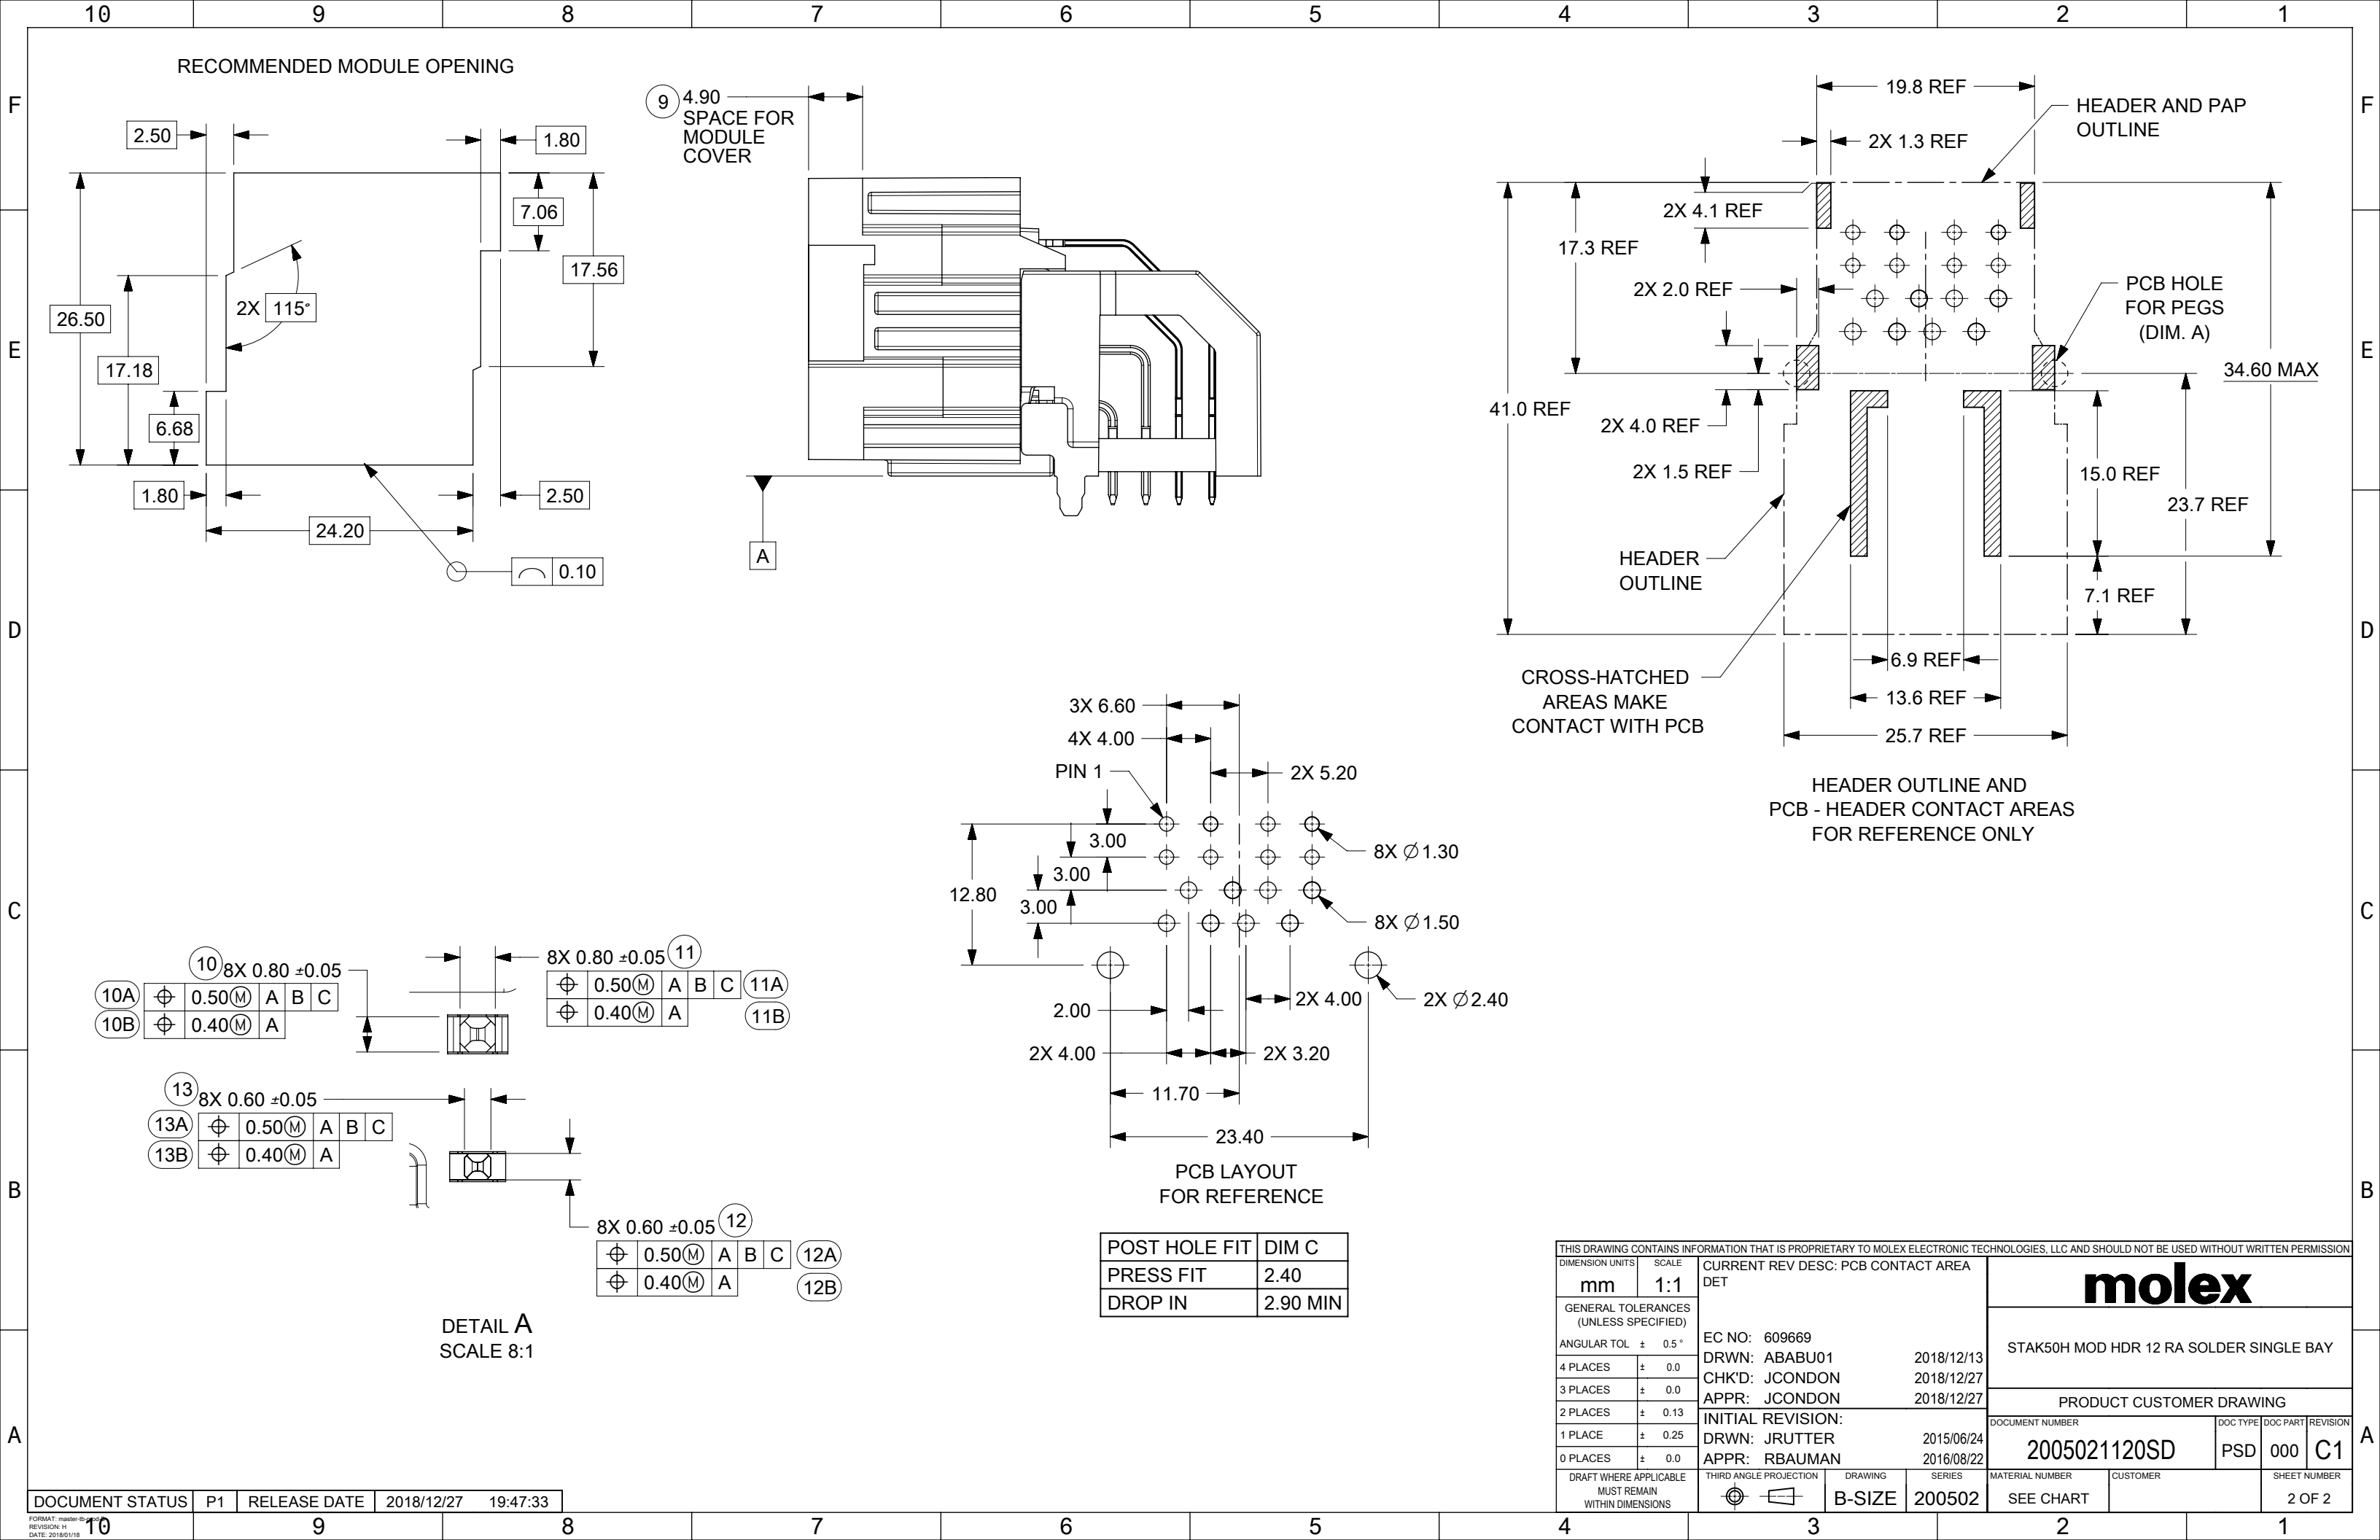 10 9 8 7 6 5 4 3 2 1
F
E
D
C
B
A
F
E
D
C
B
A
RECOMMENDED MODULE OPENING
2.50
1.80
7.06
17.56
2X 115°
26.50
17.18
6.68
1.80
2.50
24.20
0.10
9 4.90
SPACE FOR
MODULE
COVER
A
19.8 REF
HEADER AND PAP
OUTLINE
2X 1.3 REF
2X 4.1 REF
17.3 REF
2X 2.0 REF
PCB HOLE
FOR PEGS
(DIM. A)
34.60 MAX
41.0 REF
2X 4.0 REF
2X 1.5 REF
15.0 REF
23.7 REF
HEADER
OUTLINE
7.1 REF
6.9 REF
CROSS-HATCHED
AREAS MAKE
CONTACT WITH PCB
13.6 REF
25.7 REF
HEADER OUTLINE AND
PCB - HEADER CONTACT AREAS
FOR REFERENCE ONLY
3X 6.60
4X 4.00
PIN 1
2X 5.20
3.00
8X Ø1.30
3.00
12.80
3.00
8X Ø1.50
2X 4.00
2X Ø2.40
2.00
2X 4.00
2X 3.20
11.70
23.40
PCB LAYOUT
FOR REFERENCE
POST HOLE FIT DIM C
PRESS FIT 2.40
DROP IN 2.90 MIN
10 8X 0.80 ±0.05
10A ⌖ 0.50Ⓜ A B C
10B ⌖ 0.40Ⓜ A
8X 0.80 ±0.05 11
⌖ 0.50Ⓜ A B C 11A
⌖ 0.40Ⓜ A 11B
13 8X 0.60 ±0.05
13A ⌖ 0.50Ⓜ A B C
13B ⌖ 0.40Ⓜ A
8X 0.60 ±0.05 12
⌖ 0.50Ⓜ A B C 12A
⌖ 0.40Ⓜ A 12B
DETAIL A
SCALE 8:1
THIS DRAWING CONTAINS INFORMATION THAT IS PROPRIETARY TO MOLEX ELECTRONIC TECHNOLOGIES, LLC AND SHOULD NOT BE USED WITHOUT WRITTEN PERMISSION
DIMENSION UNITS SCALE
mm 1:1
GENERAL TOLERANCES
(UNLESS SPECIFIED)
ANGULAR TOL ± 0.5 °
4 PLACES ± 0.0
3 PLACES ± 0.0
2 PLACES ± 0.13
1 PLACE ± 0.25
0 PLACES ± 0.0
DRAFT WHERE APPLICABLE
MUST REMAIN
WITHIN DIMENSIONS
CURRENT REV DESC: PCB CONTACT AREA
DET
EC NO: 609669
DRWN: ABABU01 2018/12/13
CHK'D: JCONDON 2018/12/27
APPR: JCONDON 2018/12/27
INITIAL REVISION:
DRWN: JRUTTER 2015/06/24
APPR: RBAUMAN 2016/08/22
THIRD ANGLE PROJECTION DRAWING SERIES
B-SIZE 200502
molex
STAK50H MOD HDR 12 RA SOLDER SINGLE BAY
PRODUCT CUSTOMER DRAWING
DOCUMENT NUMBER DOC TYPE DOC PART REVISION
2005021120SD PSD 000 C1
MATERIAL NUMBER CUSTOMER SHEET NUMBER
SEE CHART 2 OF 2
DOCUMENT STATUS P1 RELEASE DATE 2018/12/27 19:47:33
REVISION: H
DATE: 2018/01/18
10 9 8 7 6 5 4 3 2 1